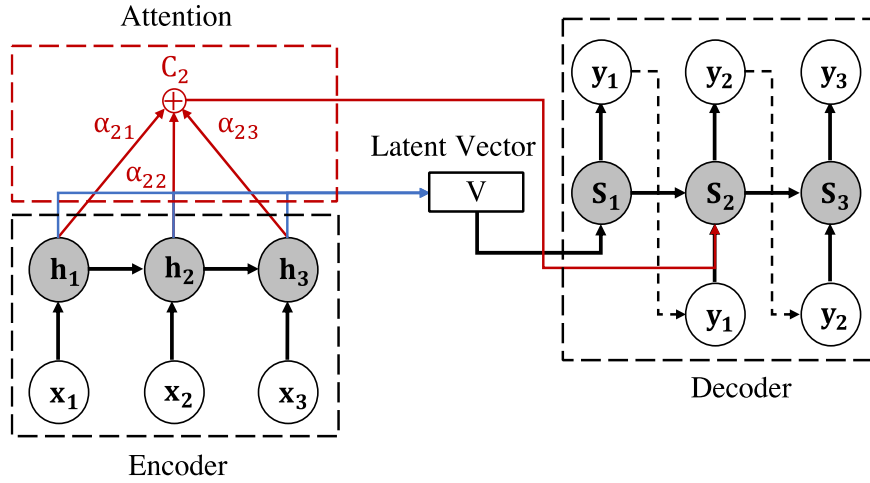 Attention
C₂
α₂₁
α₂₃
α₂₂
Latent Vector
V
h₁ h₂ h₃
x₁ x₂ x₃
Encoder
y₁ y₂ y₃
S₁ S₂ S₃
y₁ y₂
Decoder